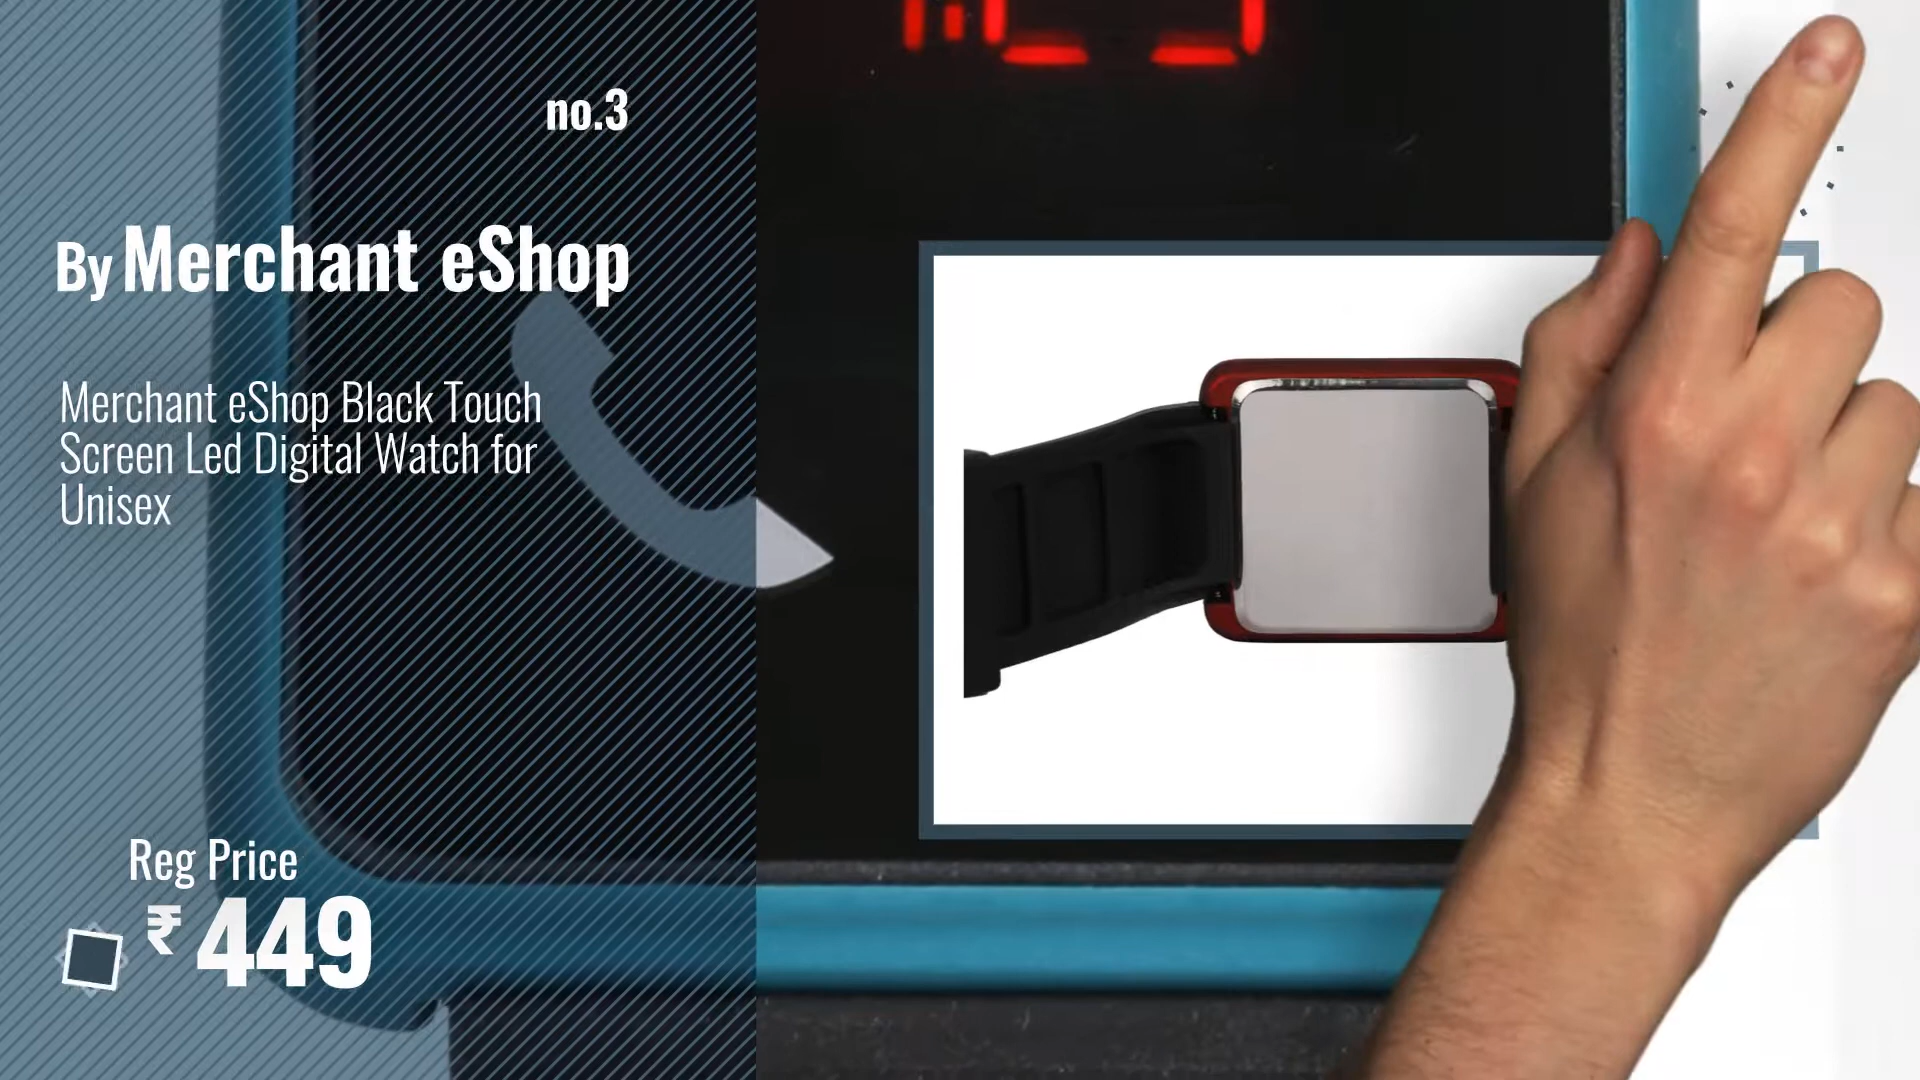 no.3
By Merchant eShop
Merchant eShop Black Touch
Screen Led Digital Watch for
Unisex
Reg Price
₹ 449